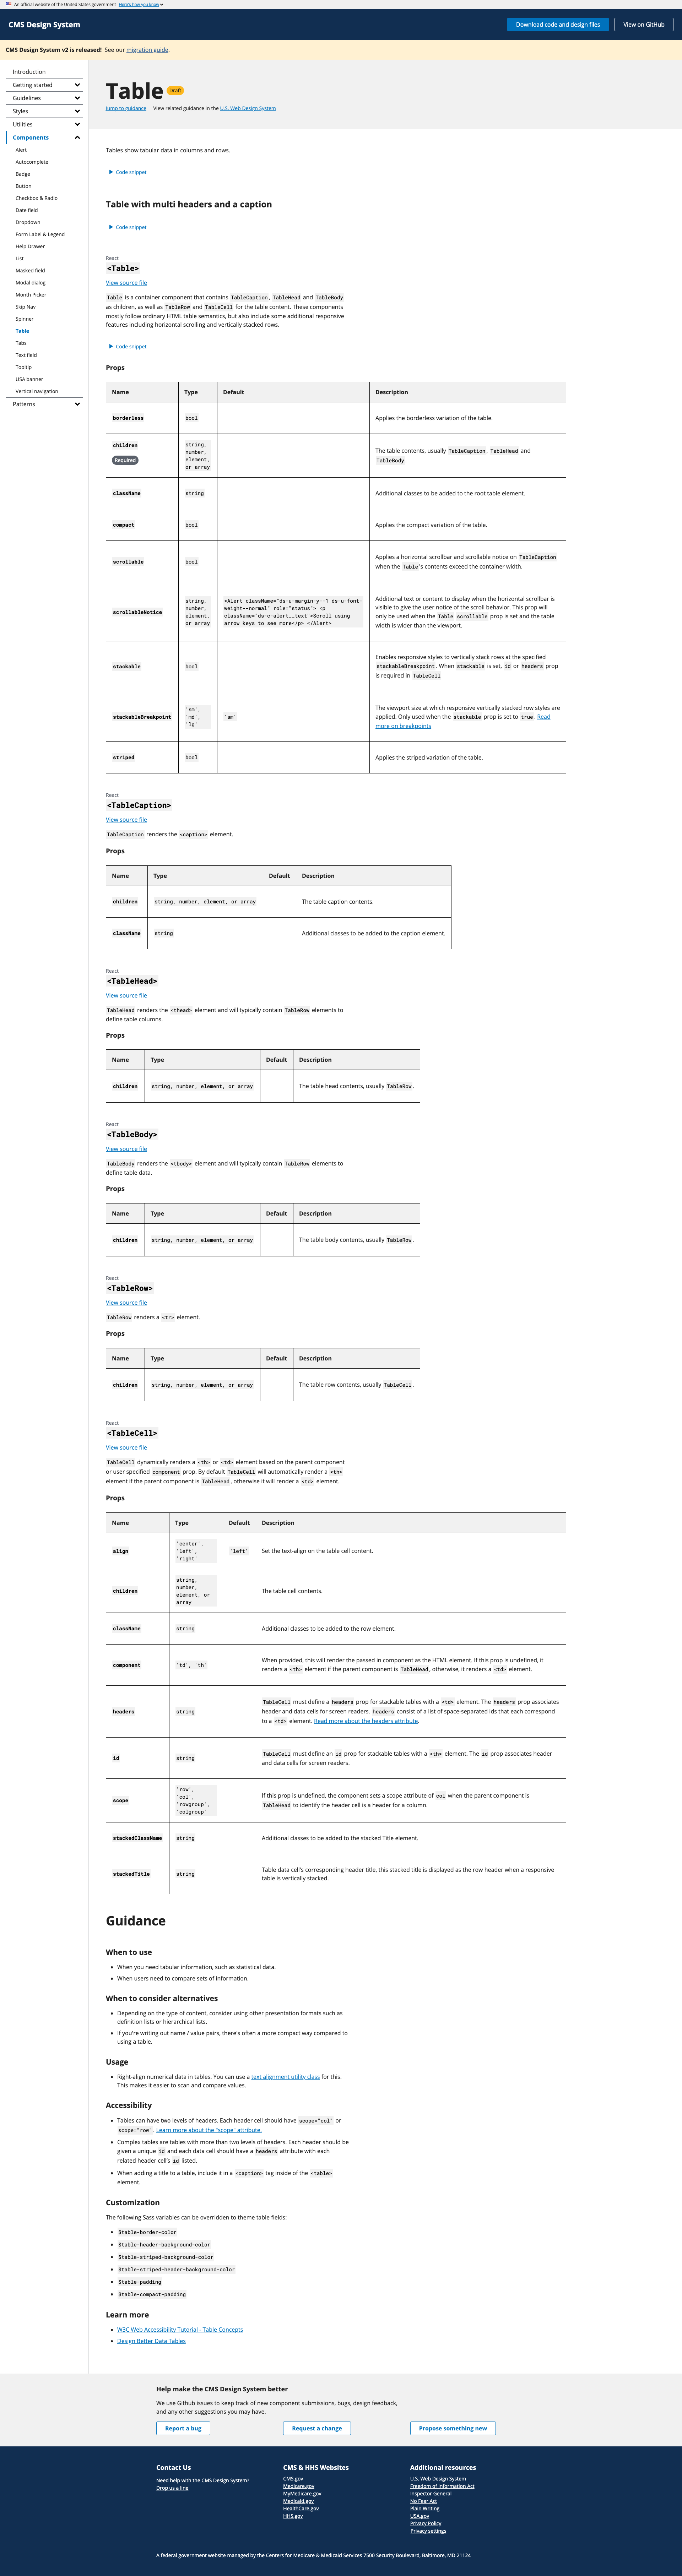 An official website of the United States government Here's how you know
CMS Design System
Download code and design files
View on GitHub
CMS Design System v2 is released! See our migration guide.
Introduction
Getting started
Guidelines
Styles
Utilities
Components
Alert
Autocomplete
Badge
Button
Checkbox & Radio
Date field
Dropdown
Form Label & Legend
Help Drawer
List
Masked field
Modal dialog
Month Picker
Skip Nav
Spinner
Table
Tabs
Text field
Tooltip
USA banner
Vertical navigation
Patterns
Table Draft
Jump to guidance View related guidance in the U.S. Web Design System
Tables show tabular data in columns and rows.
Code snippet
Table with multi headers and a caption
Code snippet
React
<Table>
View source file
Table is a container component that contains TableCaption, TableHead and TableBody
as children, as well as TableRow and TableCell for the table content. These components
mostly follow ordinary HTML table semantics, but also include some additional responsive
features including horizontal scrolling and vertically stacked rows.
Code snippet
Props
Name Type Default Description
borderless bool Applies the borderless variation of the table.
children
Required
string,
number,
element,
or array
The table contents, usually TableCaption, TableHead and
TableBody.
className string Additional classes to be added to the root table element.
compact bool Applies the compact variation of the table.
scrollable bool
Applies a horizontal scrollbar and scrollable notice on TableCaption
when the Table's contents exceed the container width.
scrollableNotice
string,
number,
element,
or array
<Alert className="ds-u-margin-y--1 ds-u-font-
weight--normal" role="status"> <p
className="ds-c-alert__text">Scroll using
arrow keys to see more</p> </Alert>
Additional text or content to display when the horizontal scrollbar is
visible to give the user notice of the scroll behavior. This prop will
only be used when the Table scrollable prop is set and the table
width is wider than the viewport.
stackable bool
Enables responsive styles to vertically stack rows at the specified
stackableBreakpoint. When stackable is set, id or headers prop
is required in TableCell
stackableBreakpoint
'sm',
'md',
'lg'
'sm'
The viewport size at which responsive vertically stacked row styles are
applied. Only used when the stackable prop is set to true. Read
more on breakpoints
striped bool Applies the striped variation of the table.
React
<TableCaption>
View source file
TableCaption renders the <caption> element.
Props
Name Type Default Description
children string, number, element, or array The table caption contents.
className string Additional classes to be added to the caption element.
React
<TableHead>
View source file
TableHead renders the <thead> element and will typically contain TableRow elements to
define table columns.
Props
Name Type Default Description
children string, number, element, or array The table head contents, usually TableRow.
React
<TableBody>
View source file
TableBody renders the <tbody> element and will typically contain TableRow elements to
define table data.
Props
Name Type Default Description
children string, number, element, or array The table body contents, usually TableRow.
React
<TableRow>
View source file
TableRow renders a <tr> element.
Props
Name Type Default Description
children string, number, element, or array The table row contents, usually TableCell.
React
<TableCell>
View source file
TableCell dynamically renders a <th> or <td> element based on the parent component
or user specified component prop. By default TableCell will automatically render a <th>
element if the parent component is TableHead, otherwise it will render a <td> element.
Props
Name Type Default Description
align
'center',
'left',
'right'
'left'
Set the text-align on the table cell content.
children
string,
number,
element, or
array
The table cell contents.
className string Additional classes to be added to the row element.
component 'td', 'th'
When provided, this will render the passed in component as the HTML element. If this prop is undefined, it
renders a <th> element if the parent component is TableHead, otherwise, it renders a <td> element.
headers string
TableCell must define a headers prop for stackable tables with a <td> element. The headers prop associates
header and data cells for screen readers. headers consist of a list of space-separated ids that each correspond
to a <td> element. Read more about the headers attribute.
id string
TableCell must define an id prop for stackable tables with a <th> element. The id prop associates header
and data cells for screen readers.
scope
'row',
'col',
'rowgroup',
'colgroup'
If this prop is undefined, the component sets a scope attribute of col when the parent component is
TableHead to identify the header cell is a header for a column.
stackedClassName string Additional classes to be added to the stacked Title element.
stackedTitle string
Table data cell's corresponding header title, this stacked title is displayed as the row header when a responsive
table is vertically stacked.
Guidance
When to use
• When you need tabular information, such as statistical data.
• When users need to compare sets of information.
When to consider alternatives
• Depending on the type of content, consider using other presentation formats such as
definition lists or hierarchical lists.
• If you're writing out name / value pairs, there's often a more compact way compared to
using a table.
Usage
• Right-align numerical data in tables. You can use a text alignment utility class for this.
This makes it easier to scan and compare values.
Accessibility
• Tables can have two levels of headers. Each header cell should have scope="col" or
scope="row". Learn more about the "scope" attribute.
• Complex tables are tables with more than two levels of headers. Each header should be
given a unique id and each data cell should have a headers attribute with each
related header cell's id listed.
• When adding a title to a table, include it in a <caption> tag inside of the <table>
element.
Customization
The following Sass variables can be overridden to theme table fields:
• $table-border-color
• $table-header-background-color
• $table-striped-background-color
• $table-striped-header-background-color
• $table-padding
• $table-compact-padding
Learn more
• W3C Web Accessibility Tutorial - Table Concepts
• Design Better Data Tables
Help make the CMS Design System better
We use Github issues to keep track of new component submissions, bugs, design feedback,
and any other suggestions you may have.
Report a bug
Request a change
Propose something new
Contact Us
Need help with the CMS Design System?
Drop us a line
CMS & HHS Websites
CMS.gov
Medicare.gov
MyMedicare.gov
Medicaid.gov
HealthCare.gov
HHS.gov
Additional resources
U.S. Web Design System
Freedom of Information Act
Inspector General
No Fear Act
Plain Writing
USA.gov
Privacy Policy
Privacy settings
A federal government website managed by the Centers for Medicare & Medicaid Services 7500 Security Boulevard, Baltimore, MD 21124